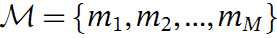 ℳ = {m₁, m₂, ..., m_M}